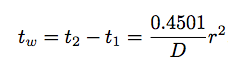 t_w = t_2 − t_1 = \frac{0.4501}{D} r^2